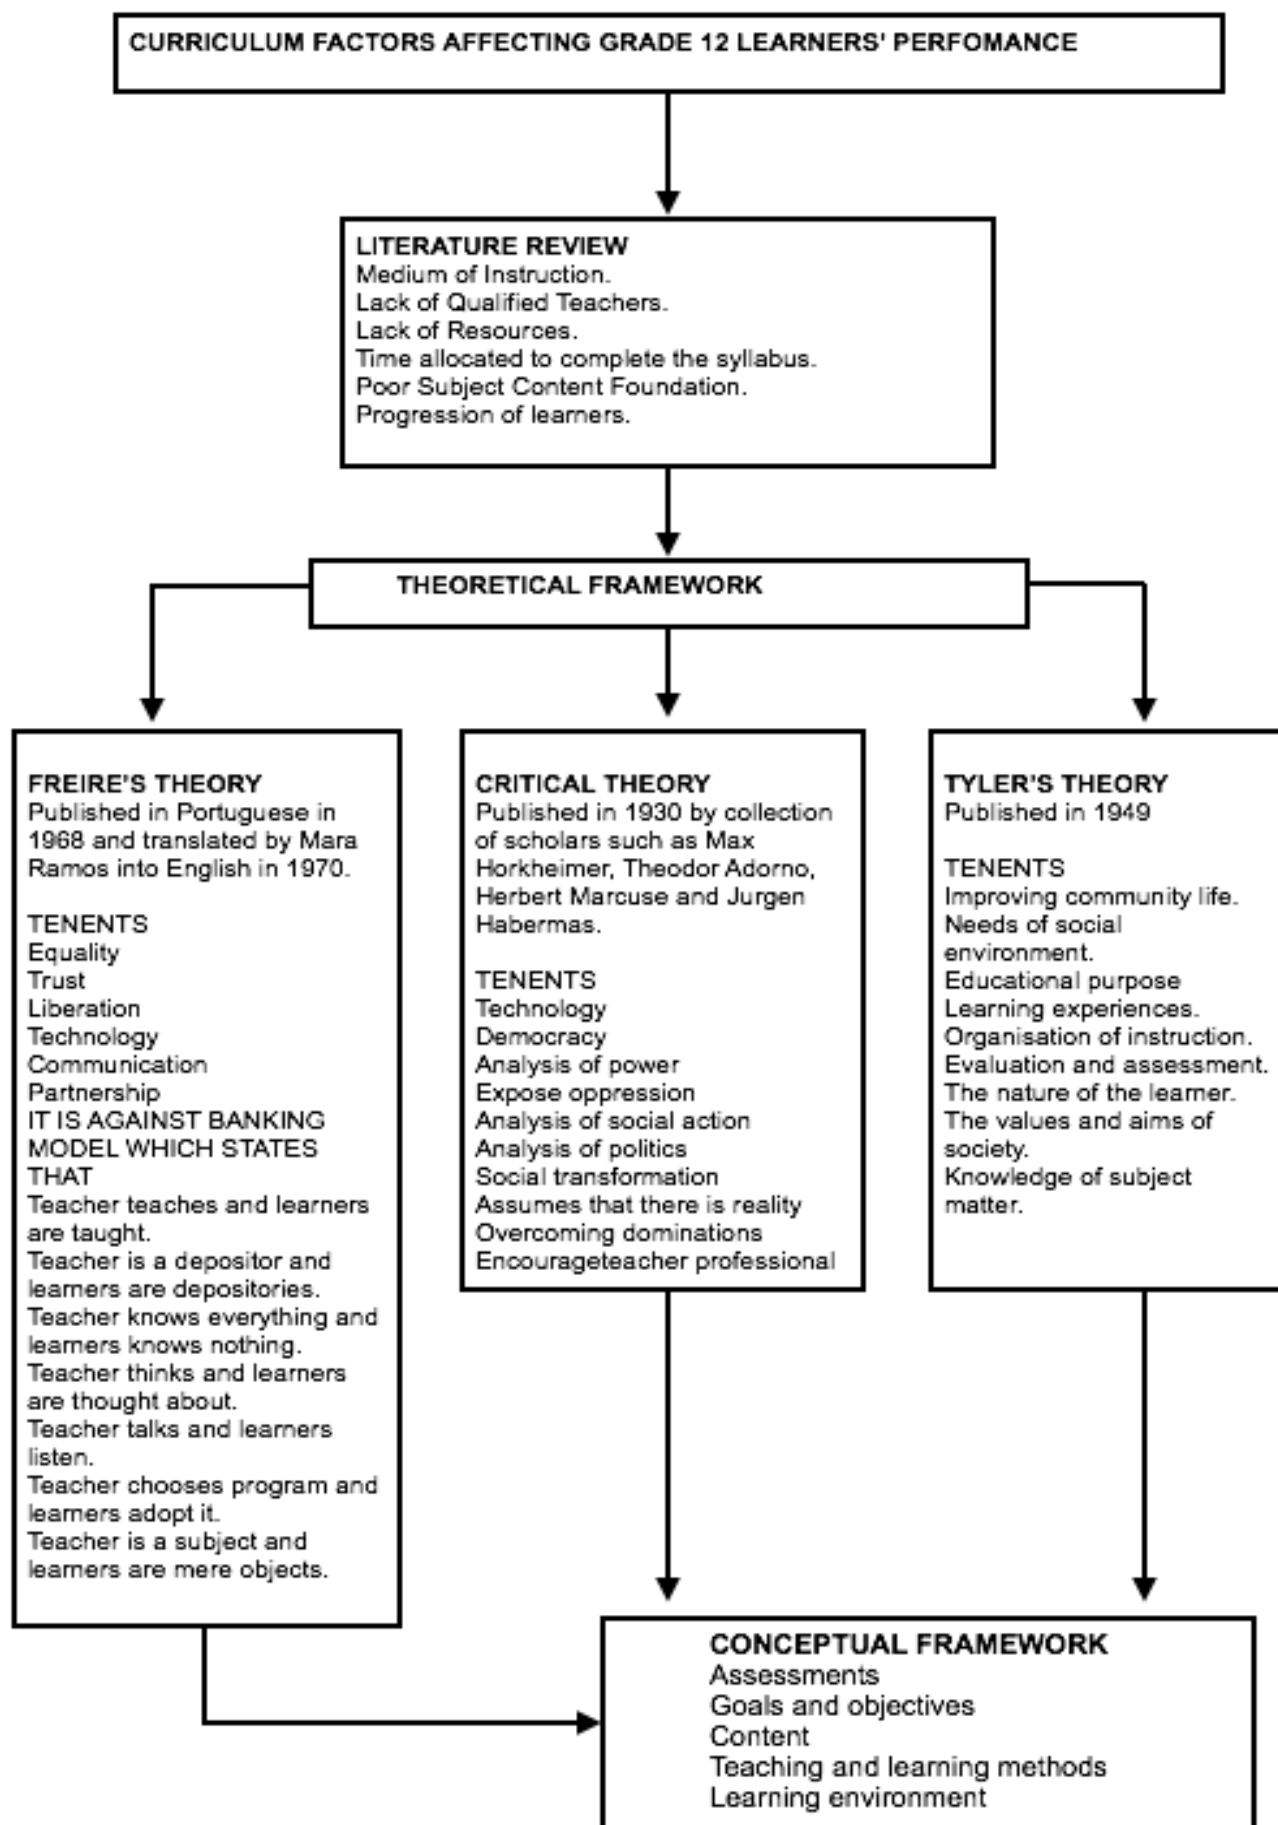 CURRICULUM FACTORS AFFECTING GRADE 12 LEARNERS' PERFOMANCE
LITERATURE REVIEW
Medium of Instruction.
Lack of Qualified Teachers.
Lack of Resources.
Time allocated to complete the syllabus.
Poor Subject Content Foundation.
Progression of learners.
THEORETICAL FRAMEWORK
FREIRE'S THEORY
Published in Portuguese in
1968 and translated by Mara
Ramos into English in 1970.
TENENTS
Equality
Trust
Liberation
Technology
Communication
Partnership
IT IS AGAINST BANKING
MODEL WHICH STATES
THAT
Teacher teaches and learners
are taught.
Teacher is a depositor and
learners are depositories.
Teacher knows everything and
learners knows nothing.
Teacher thinks and learners
are thought about.
Teacher talks and learners
listen.
Teacher chooses program and
learners adopt it.
Teacher is a subject and
learners are mere objects.
CRITICAL THEORY
Published in 1930 by collection
of scholars such as Max
Horkheimer, Theodor Adorno,
Herbert Marcuse and Jurgen
Habermas.
TENENTS
Technology
Democracy
Analysis of power
Expose oppression
Analysis of social action
Analysis of politics
Social transformation
Assumes that there is reality
Overcoming dominations
Encourageteacher professional
TYLER'S THEORY
Published in 1949
TENENTS
Improving community life.
Needs of social
environment.
Educational purpose
Learning experiences.
Organisation of instruction.
Evaluation and assessment.
The nature of the learner.
The values and aims of
society.
Knowledge of subject
matter.
CONCEPTUAL FRAMEWORK
Assessments
Goals and objectives
Content
Teaching and learning methods
Learning environment